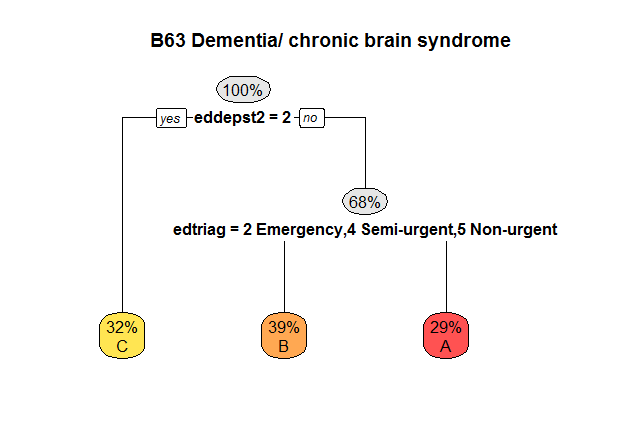 B63 Dementia/ chronic brain syndrome
100%
yes eddepst2 = 2 no
68%
edtriag = 2 Emergency,4 Semi-urgent,5 Non-urgent
32% 39% 29%
C B A